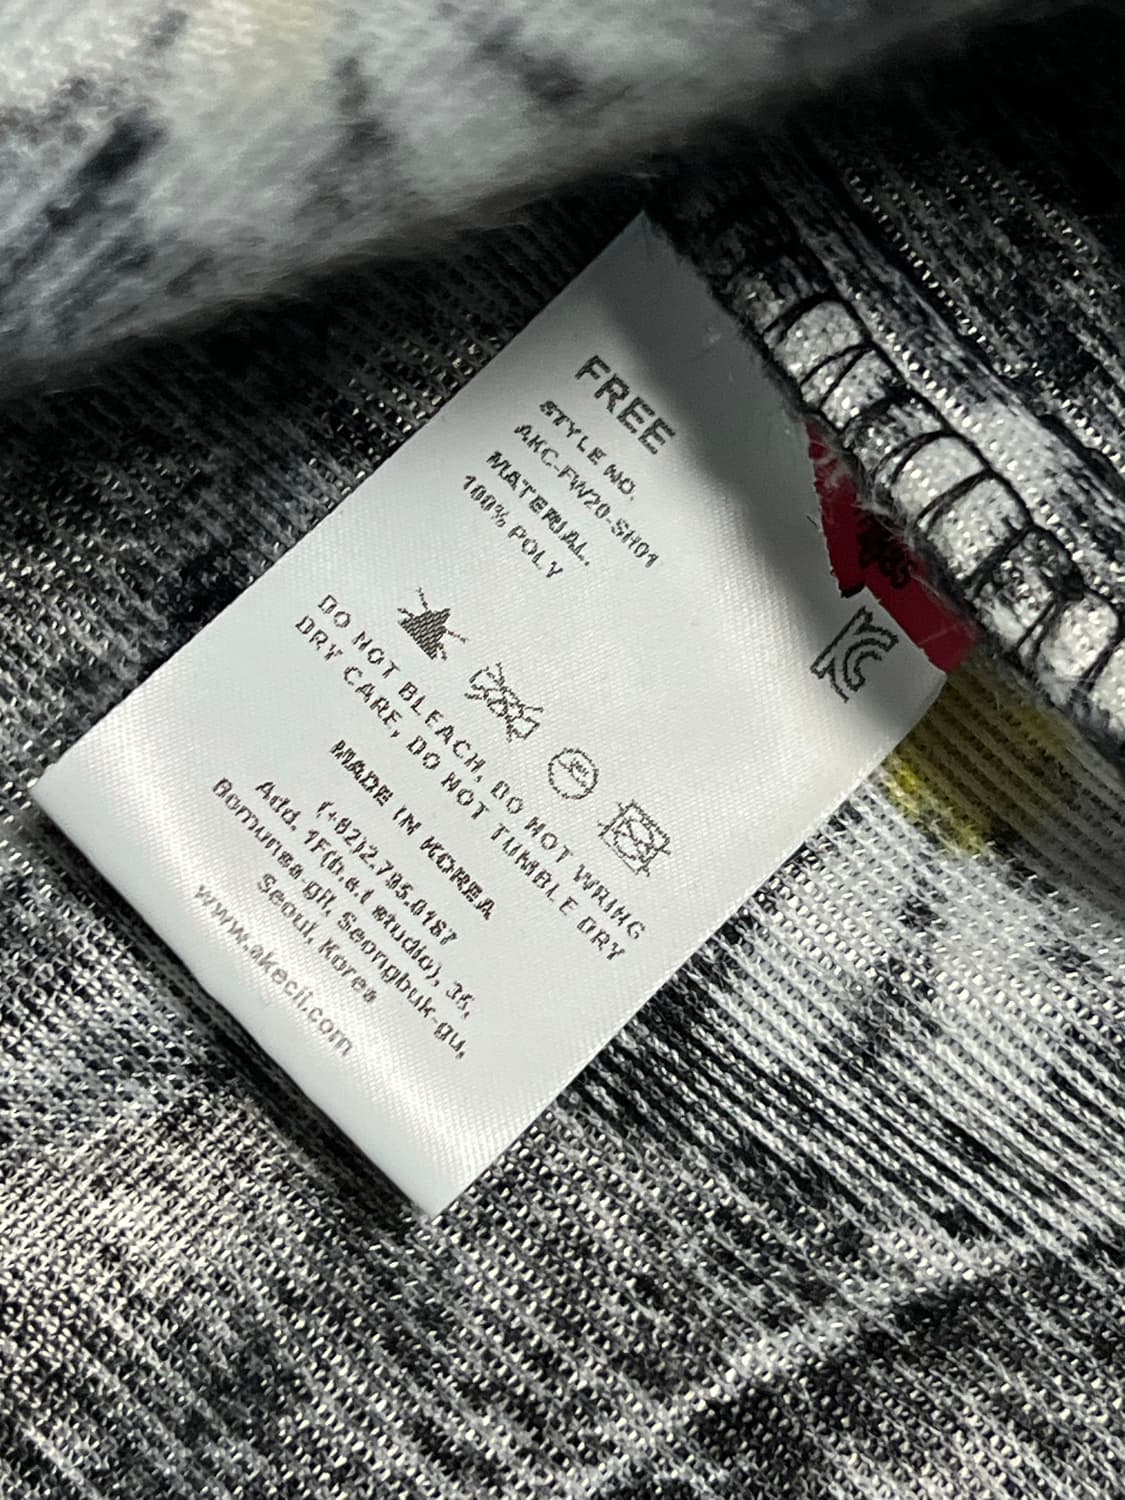 FREE
STYLE NO.
AKC-FW20-SH01
MATERIAL.
100% POLY
DO NOT BLEACH, DO NOT WRING
DRY CARE, DO NOT TUMBLE DRY
MADE IN KOREA
(+82)2.795.0167
Add. 1F(b.a.t studio), 35,
Bomunsa-gil, Seongbuk-gu,
Seoul, Korea
www.akecii.com